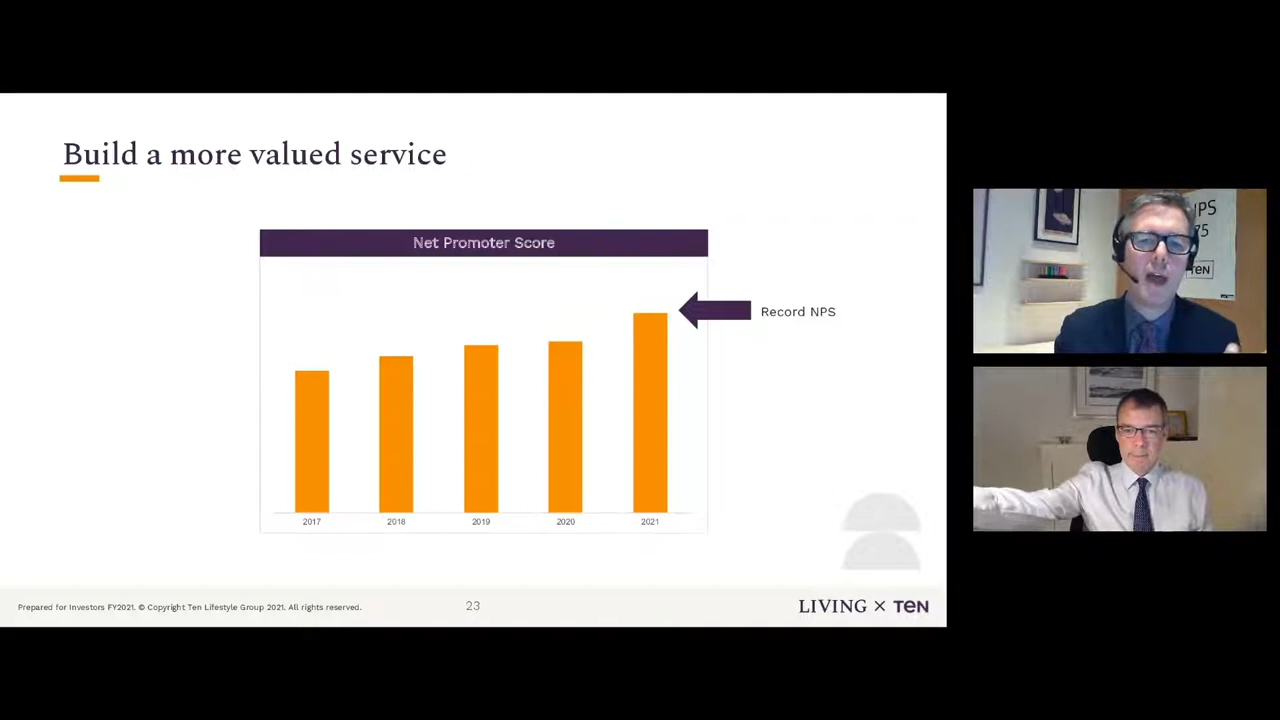 Build a more valued service
Net Promoter Score
Record NPS
2017 2018 2019 2020 2021
Prepared for Investors FY2021. © Copyright Ten Lifestyle Group 2021. All rights reserved.
23
LIVING × TEN
TEN